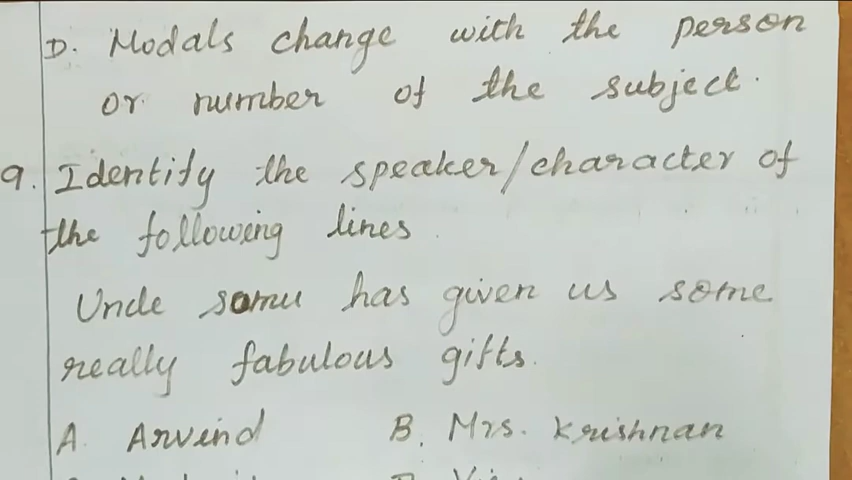 D. Modals change with the person
or number of the subject.
9. Identify the speaker/character of
the following lines
Uncle somu has given us some
really fabulous gifts.
A. Arvind B. Mrs. Krishnan